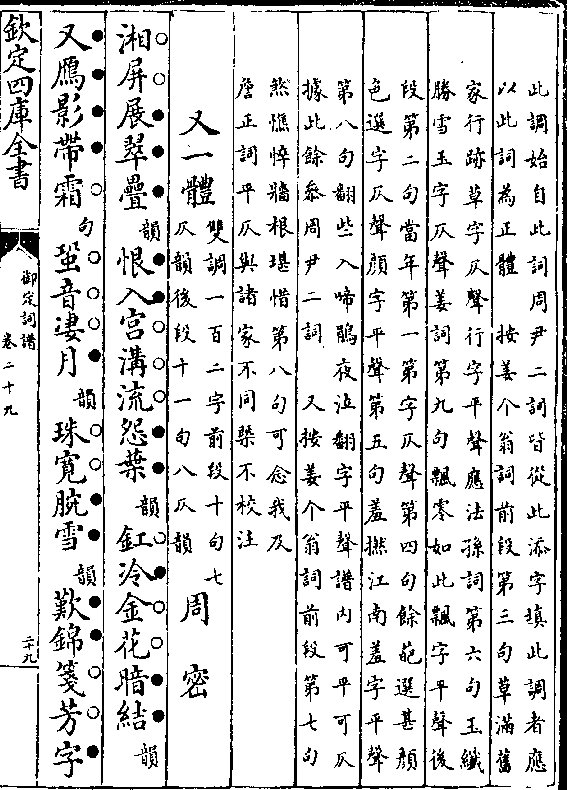 此調始自此詞周尹二詞皆從此添字填此調者應
以此詞為正體 按姜个翁詞前段第三句草滿舊
家行跡草字仄聲行字平聲應法孫詞第六句玉纖
勝雪玉字仄聲姜詞第九句飄零如此飄字平聲後
段第二句當年第一第字仄聲第四句餘葩選甚顔
色選字仄聲顔字平聲第五句羞撚江南羞字平聲
第八句翻些入啼鵑夜泣翻字平聲譜内可平可仄
據此餘叅周尹二詞 又按姜个翁詞前段第七句
然憔悴牆根堪惜第八句可念我及
詹正詞平仄與諸家不同槩不校注
又一體 雙調一百二字前段十句七
仄韻後段十一句八仄韻 周密
湘屏展翠疊韻恨入宫溝流怨葉韻釭冷金花暗結韻
又鴈影帶霜句蛩音凄月韻珠寛腕雪韻歎錦箋芳字
欽定四庫全書
御定詞譜
卷二十九
二十九